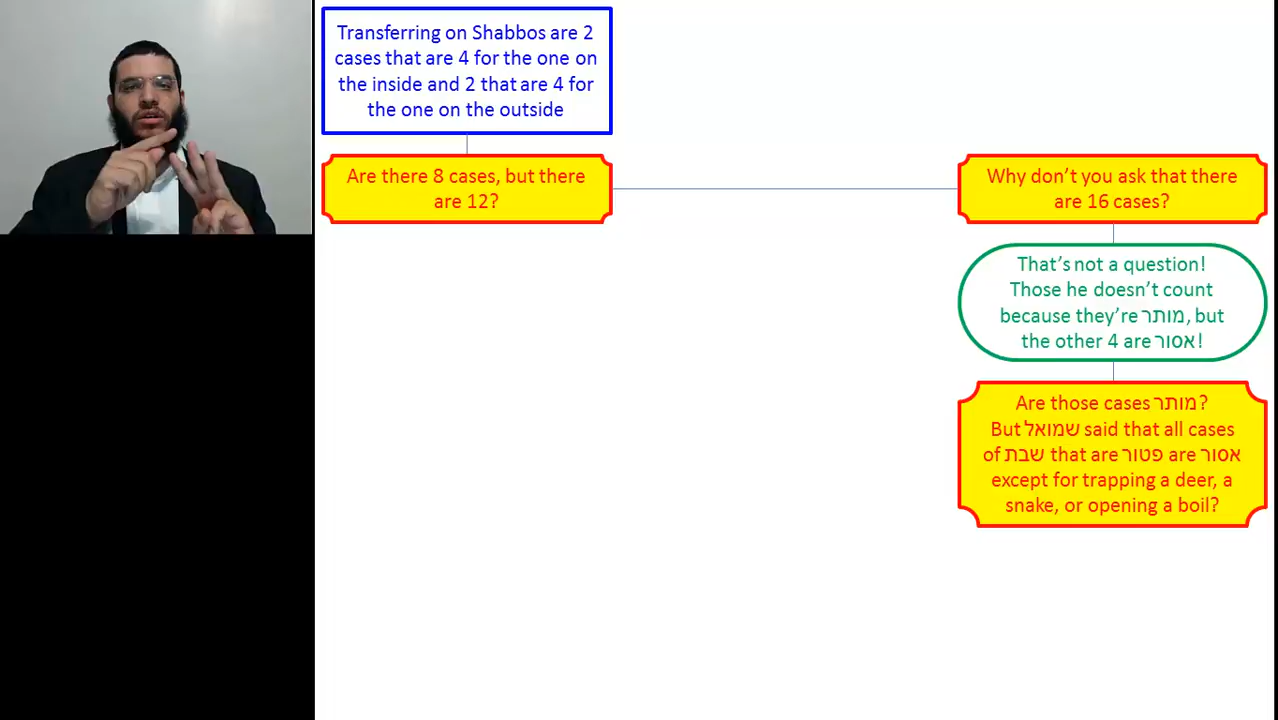 Transferring on Shabbos are 2
cases that are 4 for the one on
the inside and 2 that are 4 for
the one on the outside
Are there 8 cases, but there
are 12?
Why don't you ask that there
are 16 cases?
That's not a question!
Those he doesn't count
because they're מותר, but
the other 4 are אסור!
Are those cases מותר?
But שמואל said that all cases
of שבת that are פטור are אסור
except for trapping a deer, a
snake, or opening a boil?